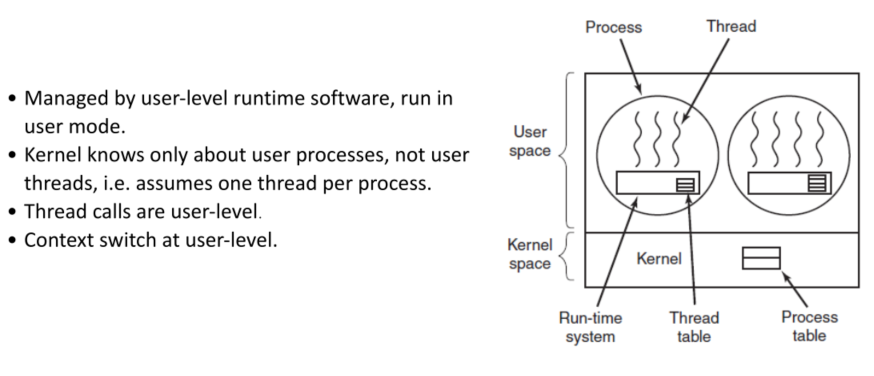 • Managed by user-level runtime software, run in
user mode.
• Kernel knows only about user processes, not user
threads, i.e. assumes one thread per process.
• Thread calls are user-level.
• Context switch at user-level.
Process
Thread
User
space
Kernel
space
Kernel
Run-time
system
Thread
table
Process
table